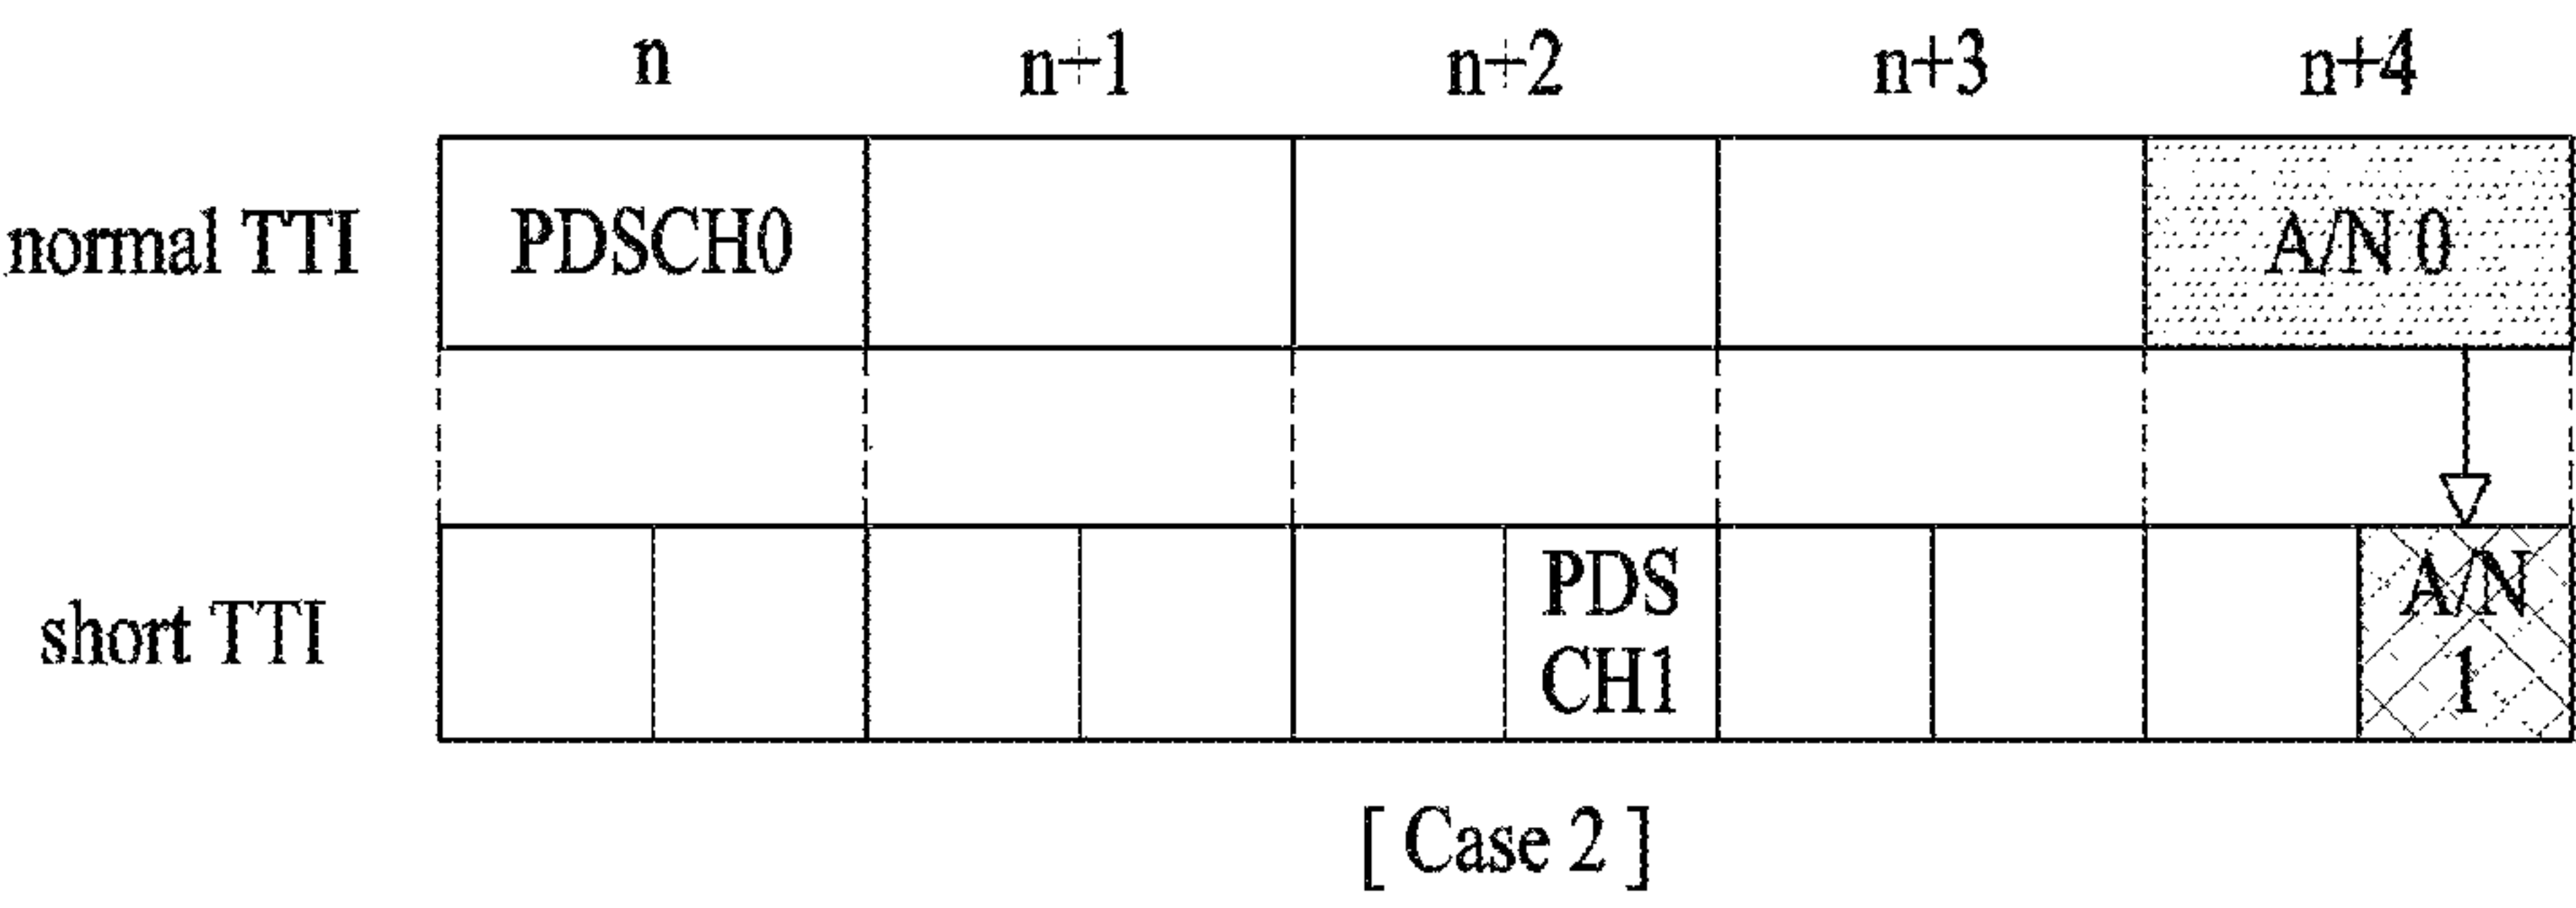 n n+1 n+2 n+3 n+4
normal TTI PDSCH0 A/N 0
short TTI
PDS
CH1
A/N
1
[ Case 2 ]